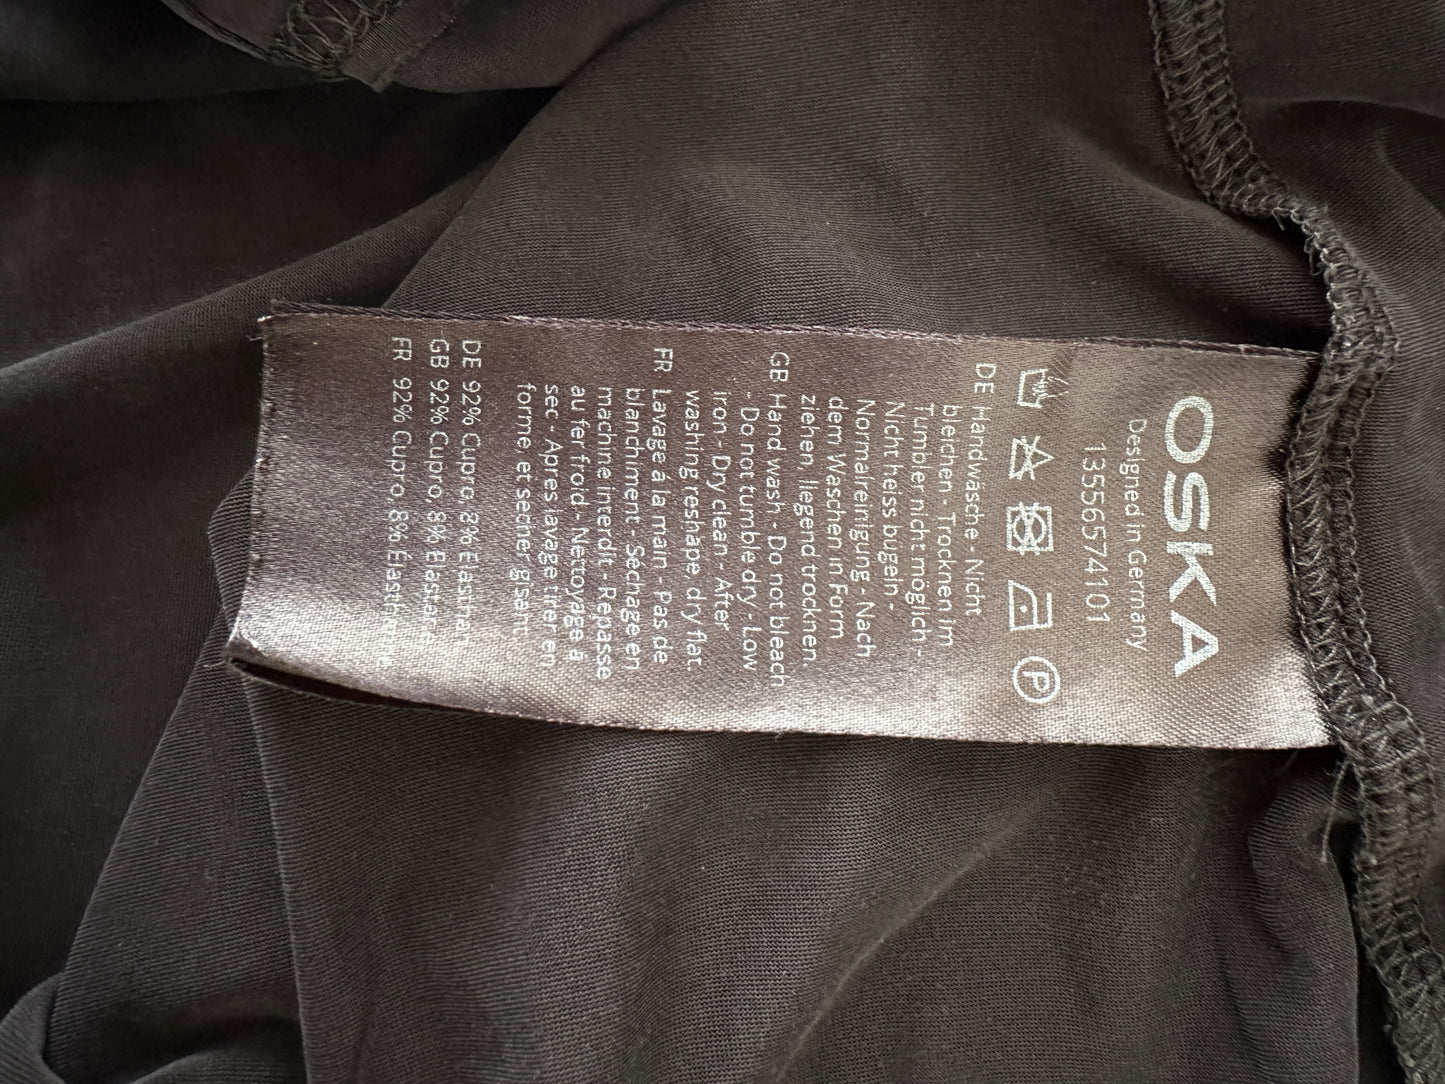 OSKA
Designed in Germany
1355674101
P
DE Handwäsche - Nicht
bleichen - Trocknen im
Tumbler nicht möglich -
Nicht heiss bugeln -
Normalreinigung - Nach
dem Waschen in Form
ziehen, liegend trocknen.
GB Hand wash - Do not bleach
- Do not tumble dry - Low
iron - Dry clean - After
washing reshape, dry flat.
FR Lavage à la main - Pas de
blanchiment - Séchage en
machine interdit - Repasse
au fer froid - Nettoyage à
sec - Apres lavage tirer en
forme, et secher gisant.
DE 92% Cupro, 8% Elasthan
GB 92% Cupro, 8% Elastane
FR 92% Cupro, 8% Élasthanne